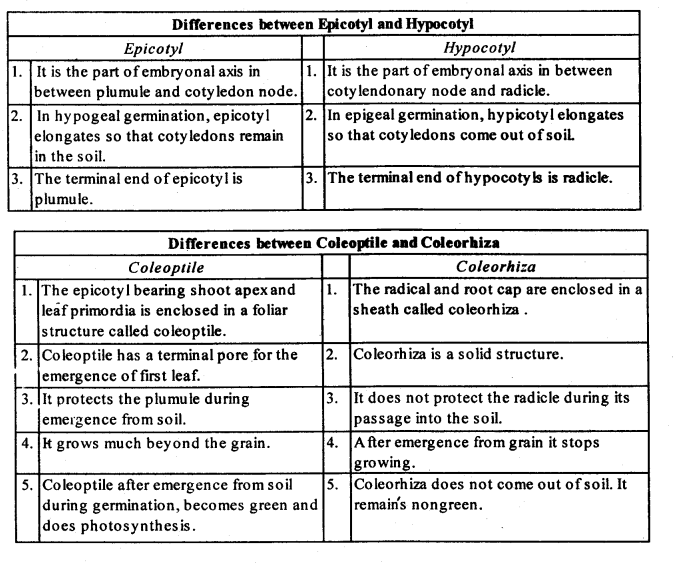 Differences between Epicotyl and Hypocotyl
Epicotyl
Hypocotyl
1. It is the part of embryonal axis in
between plumule and cotyledon node.
1. It is the part of embryonal axis in between
cotylendonary node and radicle.
2. In hypogeal germination, epicotyl
elongates so that cotyledons remain
in the soil.
2. In epigeal germination, hypicotyl elongates
so that cotyledons come out of soil.
3. The terminal end of epicotyl is
plumule.
3. The terminal end of hypocotyls is radicle.
Differences between Coleoptile and Coleorhiza
Coleoptile
Coleorhiza
1. The epicotyl bearing shoot apex and
leaf primordia is enclosed in a foliar
structure called coleoptile.
1. The radical and root cap are enclosed in a
sheath called coleorhiza .
2. Coleoptile has a terminal pore for the
emergence of first leaf.
2. Coleorhiza is a solid structure.
3. It protects the plumule during
emergence from soil.
3. It does not protect the radicle during its
passage into the soil.
4. It grows much beyond the grain.
4. After emergence from grain it stops
growing.
5. Coleoptile after emergence from soil
during germination, becomes green and
does photosynthesis.
5. Coleorhiza does not come out of soil. It
remain's nongreen.